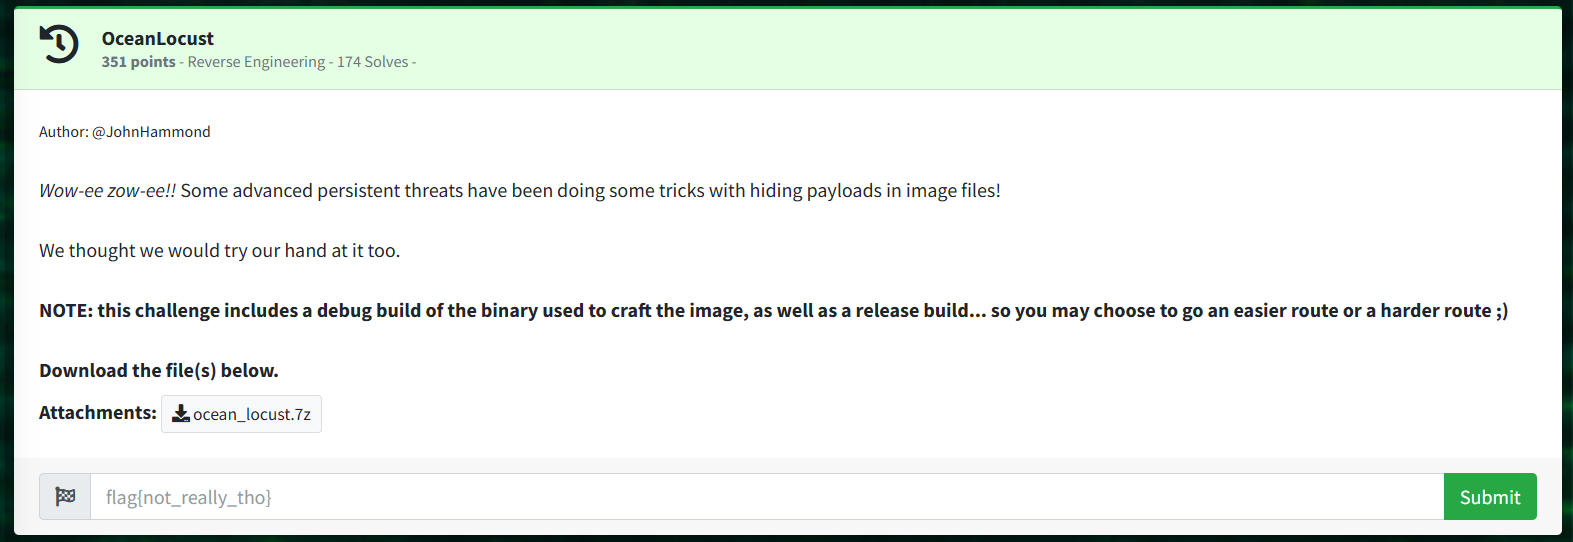 OceanLocust
351 points - Reverse Engineering - 174 Solves -
Author: @JohnHammond
Wow-ee zow-ee!! Some advanced persistent threats have been doing some tricks with hiding payloads in image files!
We thought we would try our hand at it too.
NOTE: this challenge includes a debug build of the binary used to craft the image, as well as a release build... so you may choose to go an easier route or a harder route ;)
Download the file(s) below.
Attachments: ocean_locust.7z
flag{not_really_tho} Submit